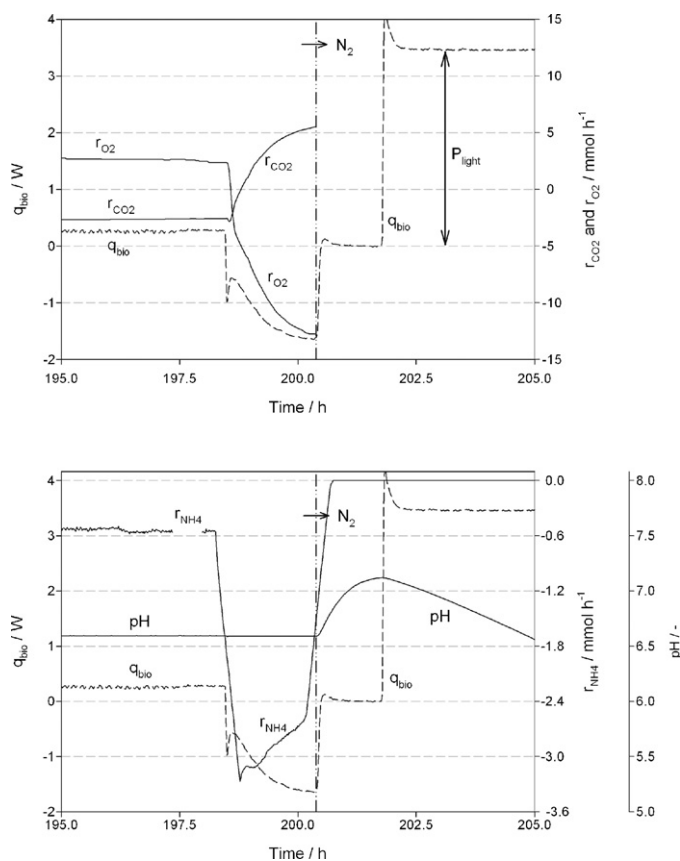 4
3
2
1
0
-1
-2
q_bio / W
15
10
5
0
-5
-10
-15
r_CO2 and r_O2 / mmol h⁻¹
N₂
r_O2
r_CO2
P_light
r_CO2
q_bio
q_bio
r_O2
195.0 197.5 200.0 202.5 205.0
Time / h
4
3
2
1
0
-1
-2
q_bio / W
0.0
-0.6
-1.2
-1.8
-2.4
-3.0
-3.6
r_NH4 / mmol h⁻¹
8.0
7.5
7.0
6.5
6.0
5.5
5.0
pH / -
r_NH4
N₂
pH
pH
q_bio
q_bio
r_NH4
195.0 197.5 200.0 202.5 205.0
Time / h